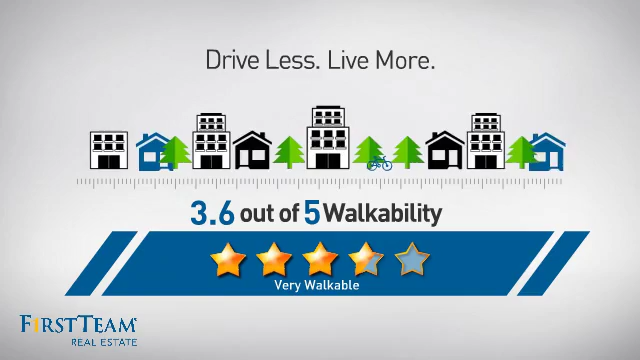 Drive Less. Live More.
3.6 out of 5 Walkability
Very Walkable
FIRSTTEAM®
REAL ESTATE